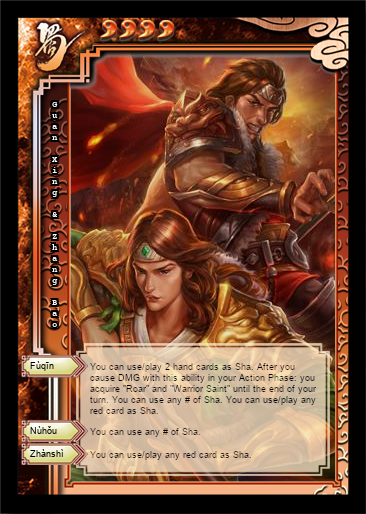 蜀
Guan Xing & Zhang Bao
Fùqīn
You can use/play 2 hand cards as Sha. After you
cause DMG with this ability in your Action Phase: you
acquire "Roar" and "Warrior Saint" until the end of your
turn. You can use any # of Sha. You can use/play any
red card as Sha.
Nùhǒu
You can use any # of Sha.
Zhànshì
You can use/play any red card as Sha.